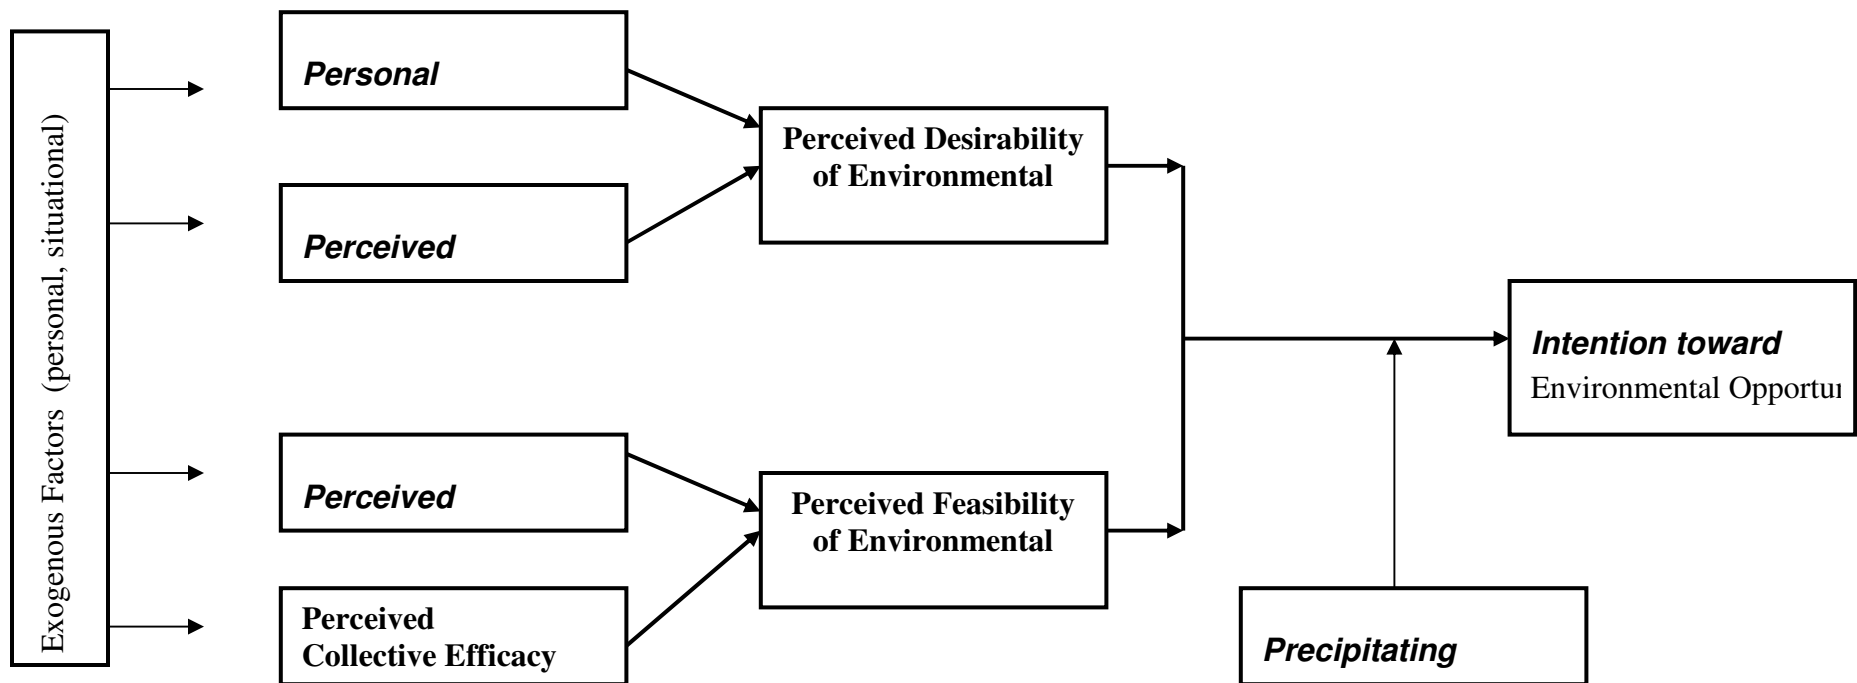 Exogenous Factors (personal, situational)
Personal
Perceived
Perceived
Perceived
Collective Efficacy
Perceived Desirability
of Environmental
Perceived Feasibility
of Environmental
Precipitating
Intention toward
Environmental Opportu